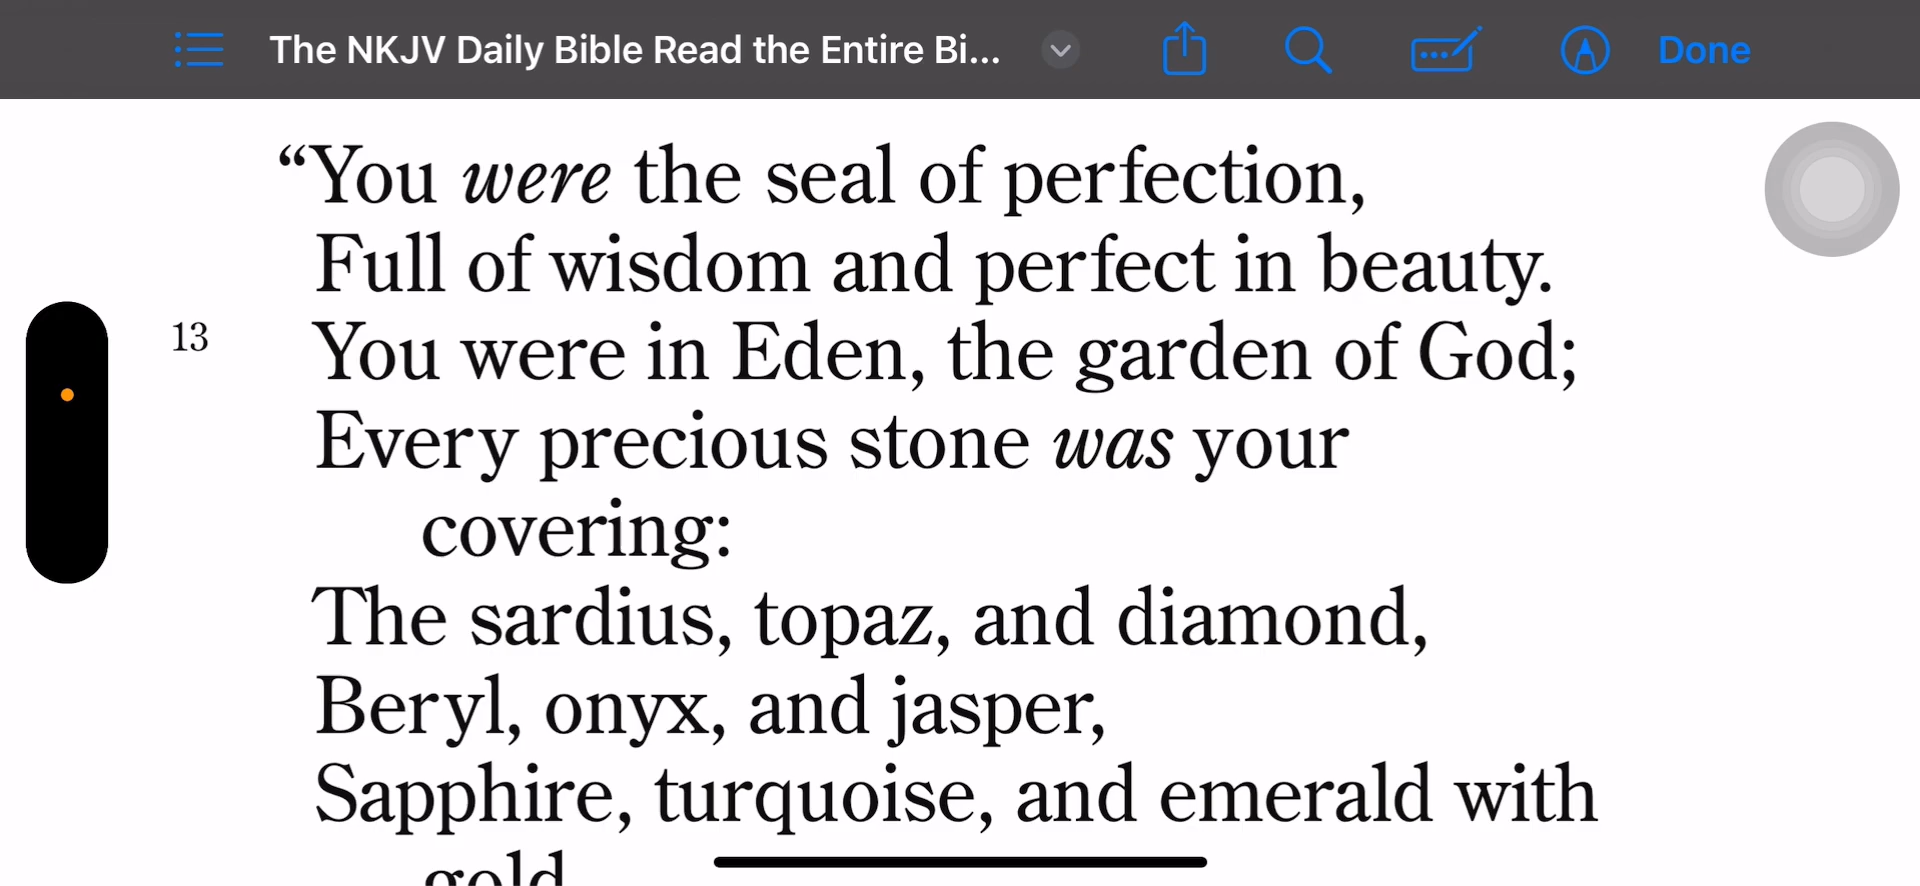 The NKJV Daily Bible Read the Entire Bi...
Done
“You were the seal of perfection,
Full of wisdom and perfect in beauty.
13 You were in Eden, the garden of God;
Every precious stone was your
covering:
The sardius, topaz, and diamond,
Beryl, onyx, and jasper,
Sapphire, turquoise, and emerald with
gold